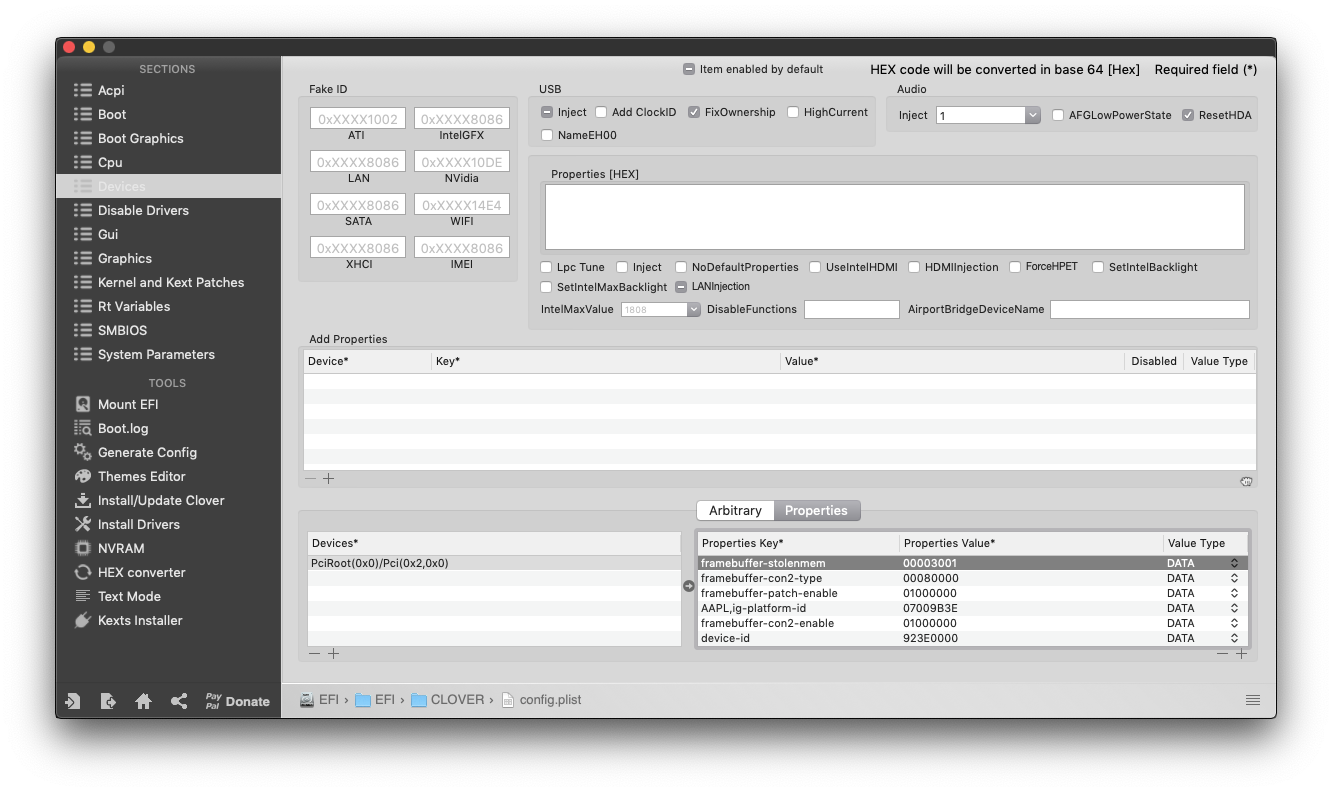 SECTIONS
Acpi
Boot
Boot Graphics
Cpu
Devices
Disable Drivers
Gui
Graphics
Kernel and Kext Patches
Rt Variables
SMBIOS
System Parameters
TOOLS
Mount EFI
Boot.log
Generate Config
Themes Editor
Install/Update Clover
Install Drivers
NVRAM
HEX converter
Text Mode
Kexts Installer
Pay Pal Donate
Item enabled by default HEX code will be converted in base 64 [Hex] Required field (*)
Fake ID
0xXXXX1002 0xXXXX8086
ATI IntelGFX
0xXXXX8086 0xXXXX10DE
LAN NVidia
0xXXXX8086 0xXXXX14E4
SATA WIFI
0xXXXX8086 0xXXXX8086
XHCI IMEI
USB
Inject Add ClockID FixOwnership HighCurrent
NameEH00
Audio
Inject 1 AFGLowPowerState ResetHDA
Properties [HEX]
Lpc Tune Inject NoDefaultProperties UseIntelHDMI HDMIInjection ForceHPET SetIntelBacklight
SetIntelMaxBacklight LANInjection
IntelMaxValue 1808 DisableFunctions AirportBridgeDeviceName
Add Properties
Device* Key* Value* Disabled Value Type
Arbitrary Properties
Devices*
PciRoot(0x0)/Pci(0x2,0x0)
Properties Key* Properties Value* Value Type
framebuffer-stolenmem 00003001 DATA
framebuffer-con2-type 00080000 DATA
framebuffer-patch-enable 01000000 DATA
AAPL,ig-platform-id 07009B3E DATA
framebuffer-con2-enable 01000000 DATA
device-id 923E0000 DATA
EFI › EFI › CLOVER › config.plist